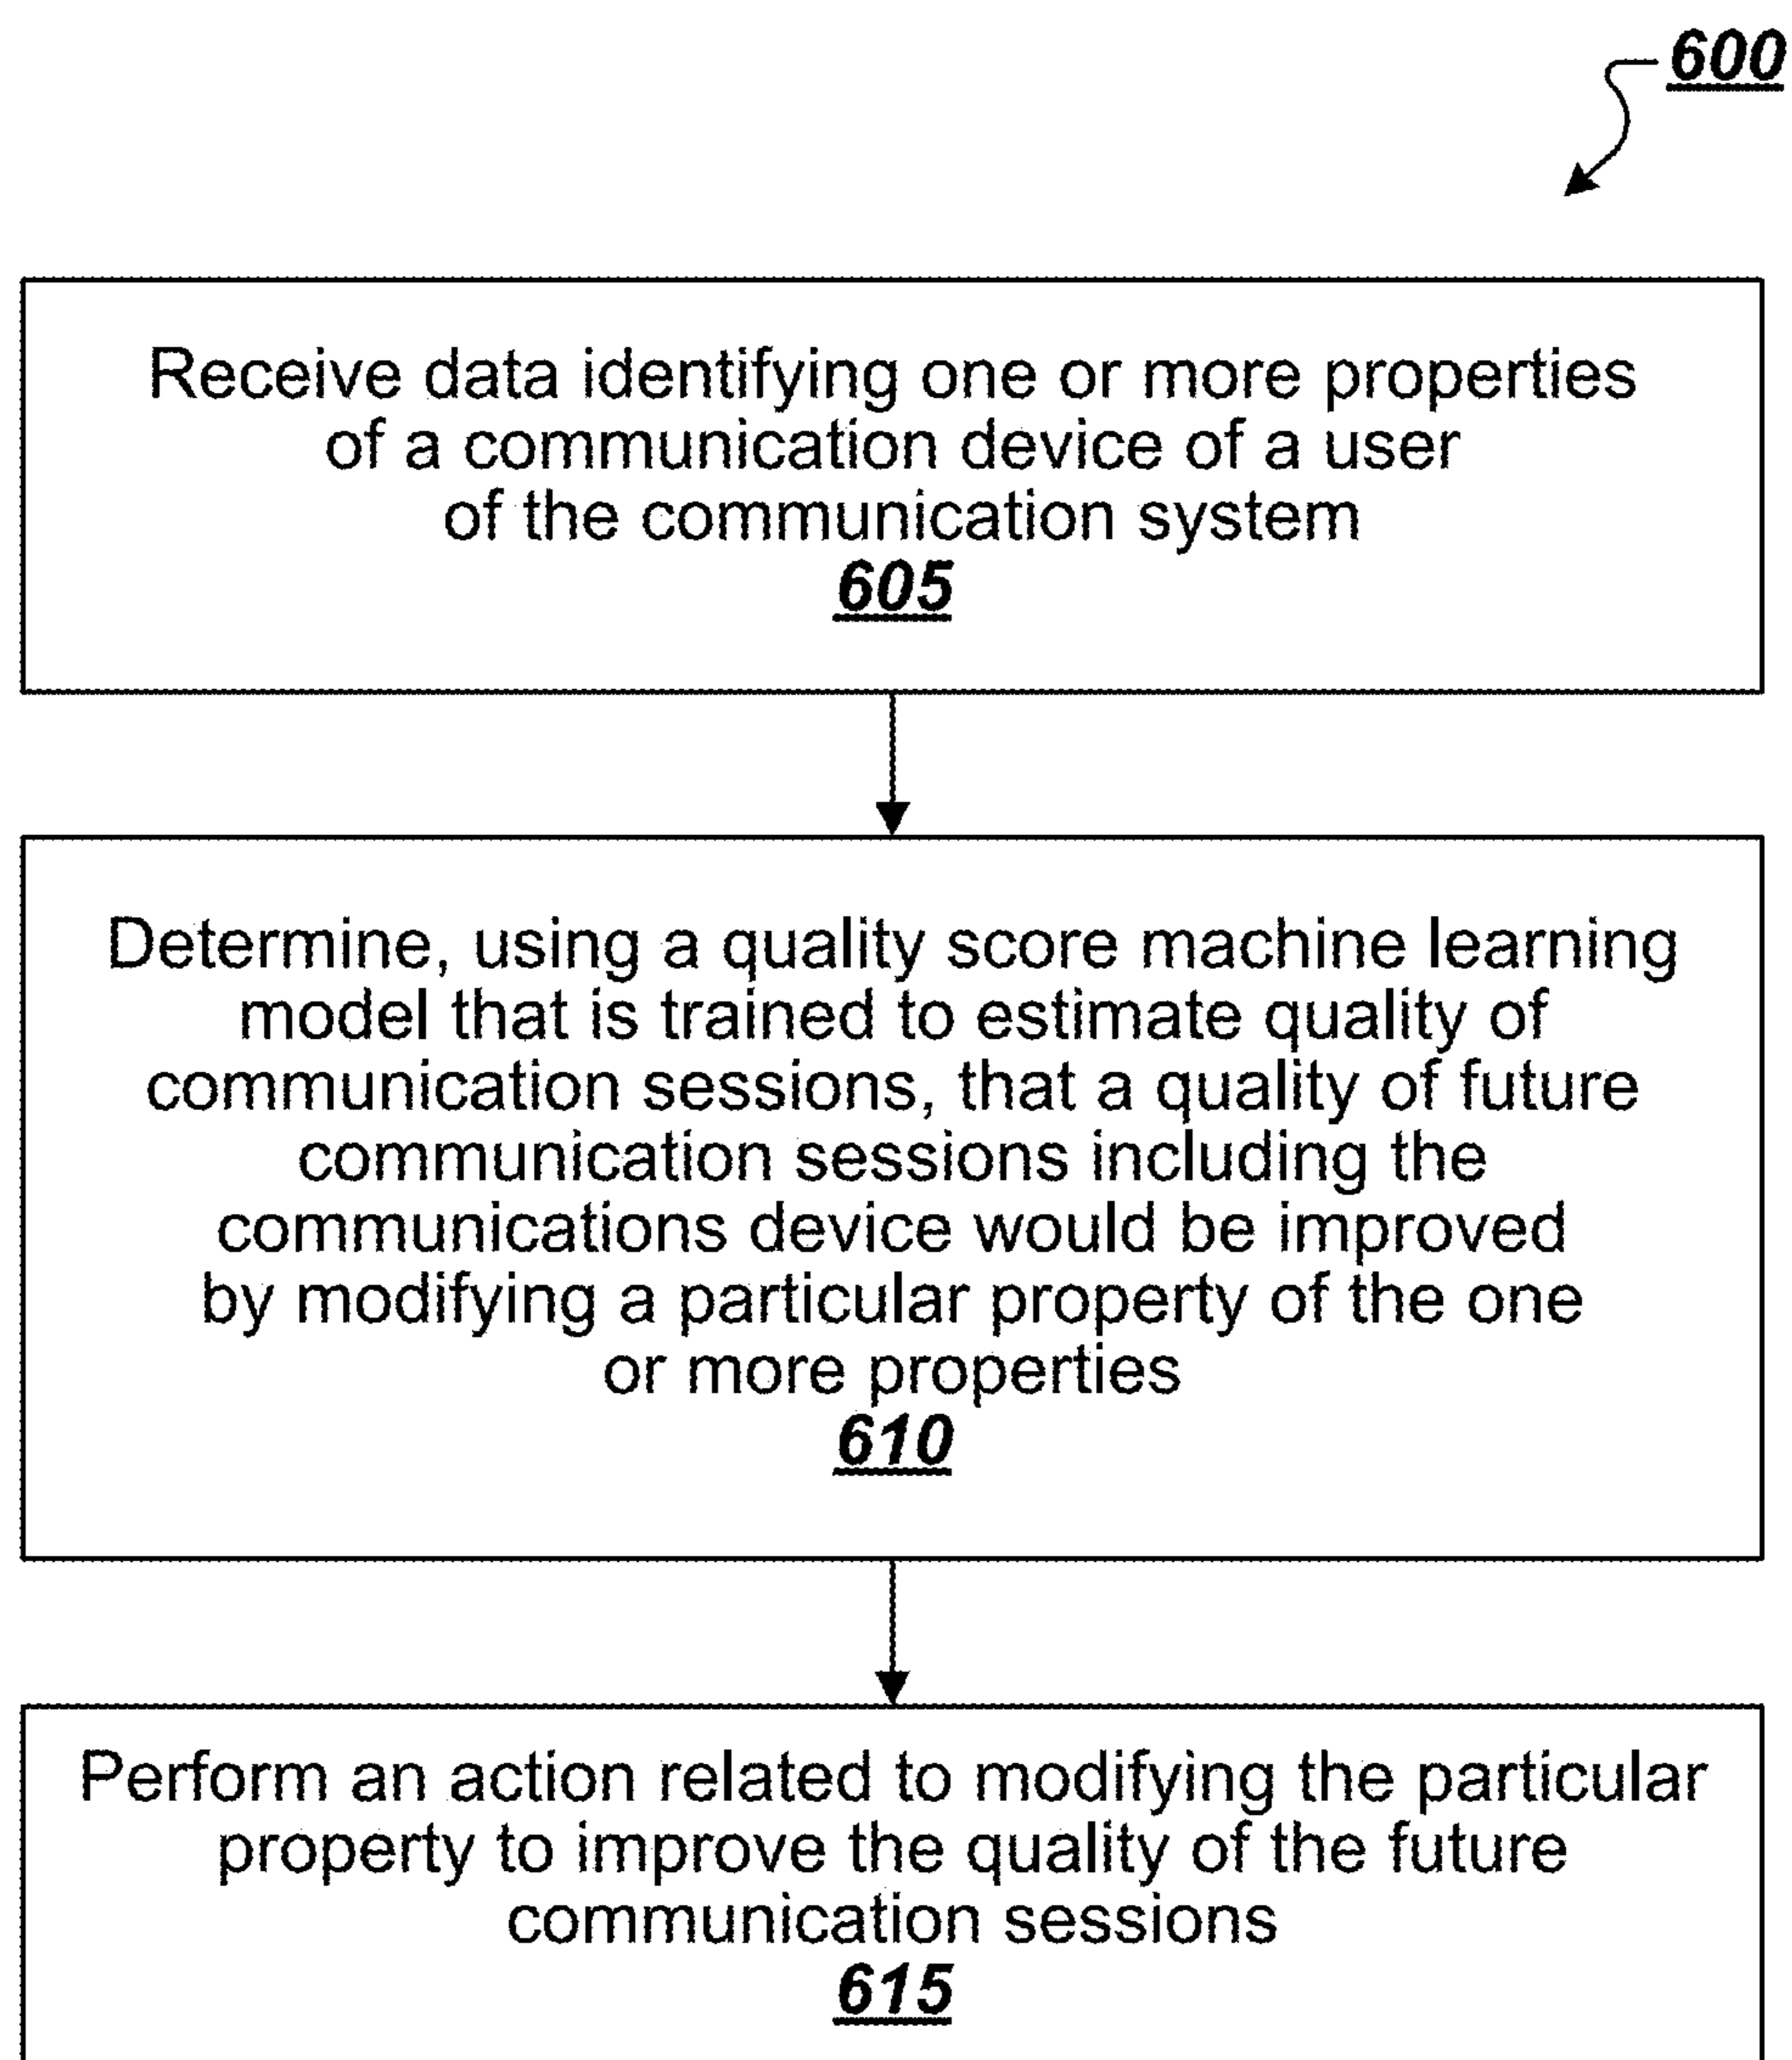 600
Receive data identifying one or more properties
of a communication device of a user
of the communication system
605
Determine, using a quality score machine learning
model that is trained to estimate quality of
communication sessions, that a quality of future
communication sessions including the
communications device would be improved
by modifying a particular property of the one
or more properties
610
Perform an action related to modifying the particular
property to improve the quality of the future
communication sessions
615